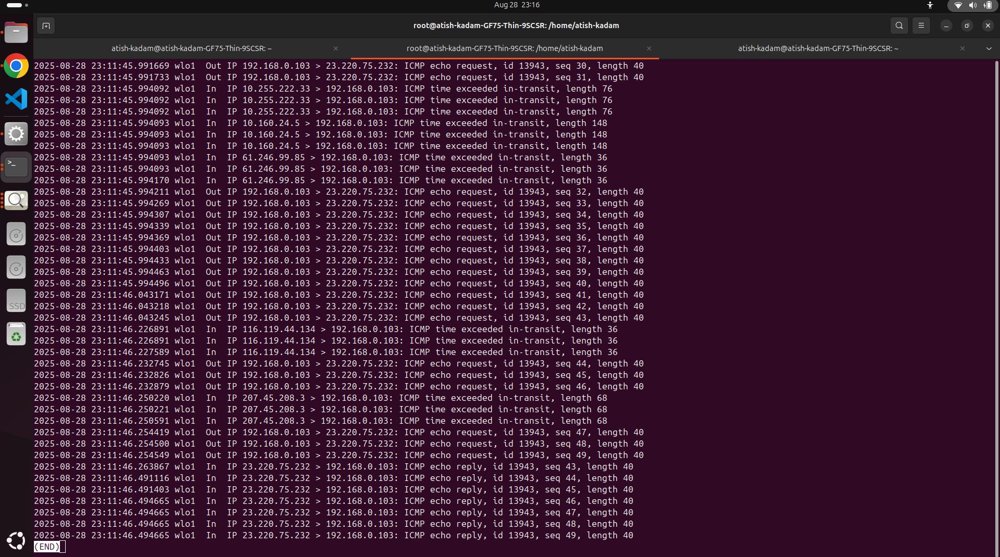 Aug 28 23:16
root@atish-kadam-GF75-Thin-9SCSR: /home/atish-kadam
atish-kadam@atish-kadam-GF75-Thin-9SCSR: ~
root@atish-kadam-GF75-Thin-9SCSR: /home/atish-kadam
atish-kadam@atish-kadam-GF75-Thin-9SCSR: ~
2025-08-28 23:11:45.991669 wlo1  Out IP 192.168.0.103 > 23.220.75.232: ICMP echo request, id 13943, seq 30, length 40
2025-08-28 23:11:45.991733 wlo1  Out IP 192.168.0.103 > 23.220.75.232: ICMP echo request, id 13943, seq 31, length 40
2025-08-28 23:11:45.994092 wlo1  In  IP 10.255.222.33 > 192.168.0.103: ICMP time exceeded in-transit, length 76
2025-08-28 23:11:45.994092 wlo1  In  IP 10.255.222.33 > 192.168.0.103: ICMP time exceeded in-transit, length 76
2025-08-28 23:11:45.994092 wlo1  In  IP 10.255.222.33 > 192.168.0.103: ICMP time exceeded in-transit, length 76
2025-08-28 23:11:45.994093 wlo1  In  IP 10.160.24.5 > 192.168.0.103: ICMP time exceeded in-transit, length 148
2025-08-28 23:11:45.994093 wlo1  In  IP 10.160.24.5 > 192.168.0.103: ICMP time exceeded in-transit, length 148
2025-08-28 23:11:45.994093 wlo1  In  IP 10.160.24.5 > 192.168.0.103: ICMP time exceeded in-transit, length 148
2025-08-28 23:11:45.994093 wlo1  In  IP 61.246.99.85 > 192.168.0.103: ICMP time exceeded in-transit, length 36
2025-08-28 23:11:45.994093 wlo1  In  IP 61.246.99.85 > 192.168.0.103: ICMP time exceeded in-transit, length 36
2025-08-28 23:11:45.994170 wlo1  In  IP 61.246.99.85 > 192.168.0.103: ICMP time exceeded in-transit, length 36
2025-08-28 23:11:45.994211 wlo1  Out IP 192.168.0.103 > 23.220.75.232: ICMP echo request, id 13943, seq 32, length 40
2025-08-28 23:11:45.994269 wlo1  Out IP 192.168.0.103 > 23.220.75.232: ICMP echo request, id 13943, seq 33, length 40
2025-08-28 23:11:45.994307 wlo1  Out IP 192.168.0.103 > 23.220.75.232: ICMP echo request, id 13943, seq 34, length 40
2025-08-28 23:11:45.994339 wlo1  Out IP 192.168.0.103 > 23.220.75.232: ICMP echo request, id 13943, seq 35, length 40
2025-08-28 23:11:45.994369 wlo1  Out IP 192.168.0.103 > 23.220.75.232: ICMP echo request, id 13943, seq 36, length 40
2025-08-28 23:11:45.994403 wlo1  Out IP 192.168.0.103 > 23.220.75.232: ICMP echo request, id 13943, seq 37, length 40
2025-08-28 23:11:45.994433 wlo1  Out IP 192.168.0.103 > 23.220.75.232: ICMP echo request, id 13943, seq 38, length 40
2025-08-28 23:11:45.994463 wlo1  Out IP 192.168.0.103 > 23.220.75.232: ICMP echo request, id 13943, seq 39, length 40
2025-08-28 23:11:45.994496 wlo1  Out IP 192.168.0.103 > 23.220.75.232: ICMP echo request, id 13943, seq 40, length 40
2025-08-28 23:11:46.043171 wlo1  Out IP 192.168.0.103 > 23.220.75.232: ICMP echo request, id 13943, seq 41, length 40
2025-08-28 23:11:46.043218 wlo1  Out IP 192.168.0.103 > 23.220.75.232: ICMP echo request, id 13943, seq 42, length 40
2025-08-28 23:11:46.043245 wlo1  Out IP 192.168.0.103 > 23.220.75.232: ICMP echo request, id 13943, seq 43, length 40
2025-08-28 23:11:46.226891 wlo1  In  IP 116.119.44.134 > 192.168.0.103: ICMP time exceeded in-transit, length 36
2025-08-28 23:11:46.226891 wlo1  In  IP 116.119.44.134 > 192.168.0.103: ICMP time exceeded in-transit, length 36
2025-08-28 23:11:46.227589 wlo1  In  IP 116.119.44.134 > 192.168.0.103: ICMP time exceeded in-transit, length 36
2025-08-28 23:11:46.232745 wlo1  Out IP 192.168.0.103 > 23.220.75.232: ICMP echo request, id 13943, seq 44, length 40
2025-08-28 23:11:46.232826 wlo1  Out IP 192.168.0.103 > 23.220.75.232: ICMP echo request, id 13943, seq 45, length 40
2025-08-28 23:11:46.232879 wlo1  Out IP 192.168.0.103 > 23.220.75.232: ICMP echo request, id 13943, seq 46, length 40
2025-08-28 23:11:46.250220 wlo1  In  IP 207.45.208.3 > 192.168.0.103: ICMP time exceeded in-transit, length 68
2025-08-28 23:11:46.250221 wlo1  In  IP 207.45.208.3 > 192.168.0.103: ICMP time exceeded in-transit, length 68
2025-08-28 23:11:46.250591 wlo1  In  IP 207.45.208.3 > 192.168.0.103: ICMP time exceeded in-transit, length 68
2025-08-28 23:11:46.254419 wlo1  Out IP 192.168.0.103 > 23.220.75.232: ICMP echo request, id 13943, seq 47, length 40
2025-08-28 23:11:46.254500 wlo1  Out IP 192.168.0.103 > 23.220.75.232: ICMP echo request, id 13943, seq 48, length 40
2025-08-28 23:11:46.254549 wlo1  Out IP 192.168.0.103 > 23.220.75.232: ICMP echo request, id 13943, seq 49, length 40
2025-08-28 23:11:46.263867 wlo1  In  IP 23.220.75.232 > 192.168.0.103: ICMP echo reply, id 13943, seq 43, length 40
2025-08-28 23:11:46.491116 wlo1  In  IP 23.220.75.232 > 192.168.0.103: ICMP echo reply, id 13943, seq 44, length 40
2025-08-28 23:11:46.491403 wlo1  In  IP 23.220.75.232 > 192.168.0.103: ICMP echo reply, id 13943, seq 45, length 40
2025-08-28 23:11:46.494665 wlo1  In  IP 23.220.75.232 > 192.168.0.103: ICMP echo reply, id 13943, seq 46, length 40
2025-08-28 23:11:46.494665 wlo1  In  IP 23.220.75.232 > 192.168.0.103: ICMP echo reply, id 13943, seq 47, length 40
2025-08-28 23:11:46.494665 wlo1  In  IP 23.220.75.232 > 192.168.0.103: ICMP echo reply, id 13943, seq 48, length 40
2025-08-28 23:11:46.494665 wlo1  In  IP 23.220.75.232 > 192.168.0.103: ICMP echo reply, id 13943, seq 49, length 40
(END)
SSD